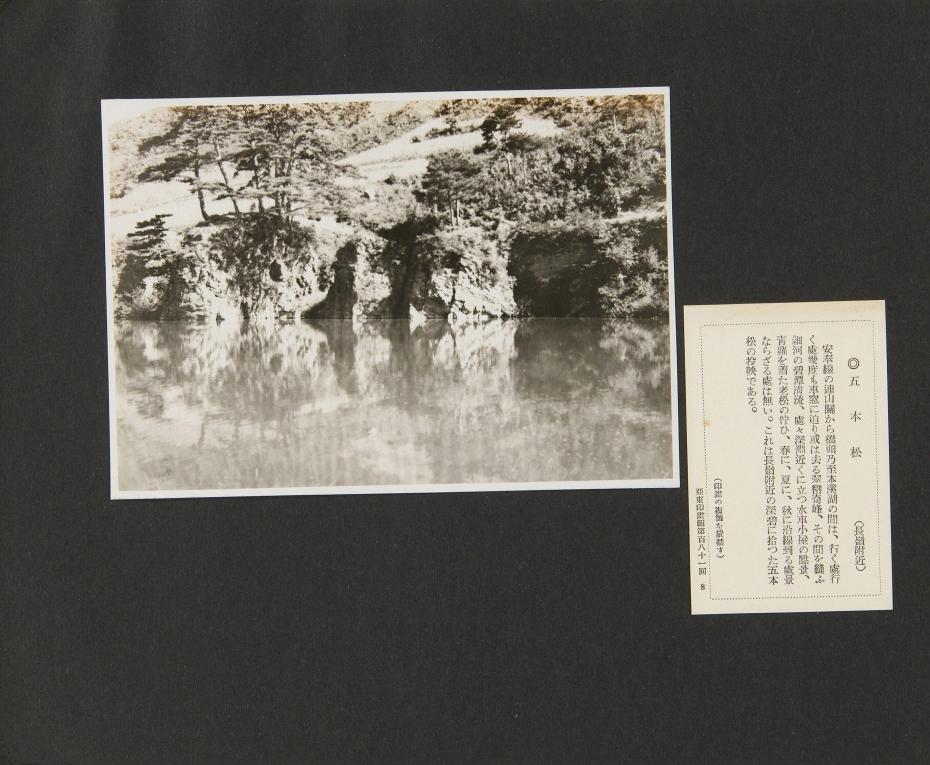 ◎五本松
（長嶺附近）
安奉線の連山關から橋頭乃至本溪湖の間は、行く處行
く處幾度も車窓に迫り或は去る翠巒奇峰、その間を縫ふ
細河の碧潭清流、處々深淵近くに立つ水車小屋の點景、
青蘿を着た老松の佇ひ、春に、夏に、秋に沿線到る處景
ならざる處は無い。これは長嶺附近の深碧に拾つた五本
松の投映である。
（印畫の複製を嚴禁す）
亞東印畫輯第百八十一回 8